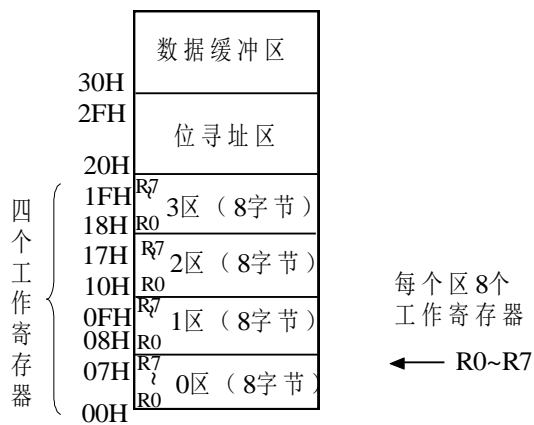 数据缓冲区
30H
2FH
位寻址区
20H
四个工作寄存器
1FH
R7
~
3区（8字节）
18H
R0
17H
R7
~
2区（8字节）
10H
R0
0FH
R7
~
1区（8字节）
08H
R0
07H
R7
~
0区（8字节）
R0
00H
每个区8个
工作寄存器
R0~R7